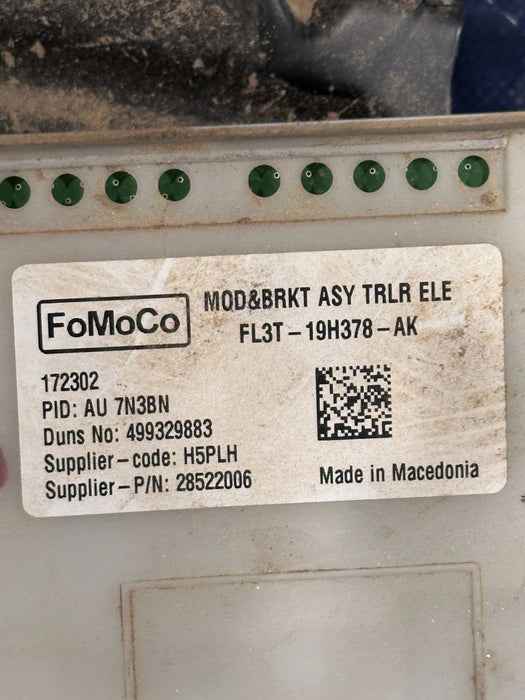 FoMoCo
MOD&BRKT ASY TRLR ELE
FL3T-19H378-AK
172302
PID: AU 7N3BN
Duns No: 499329883
Supplier-code: H5PLH
Supplier-P/N: 28522006
Made in Macedonia